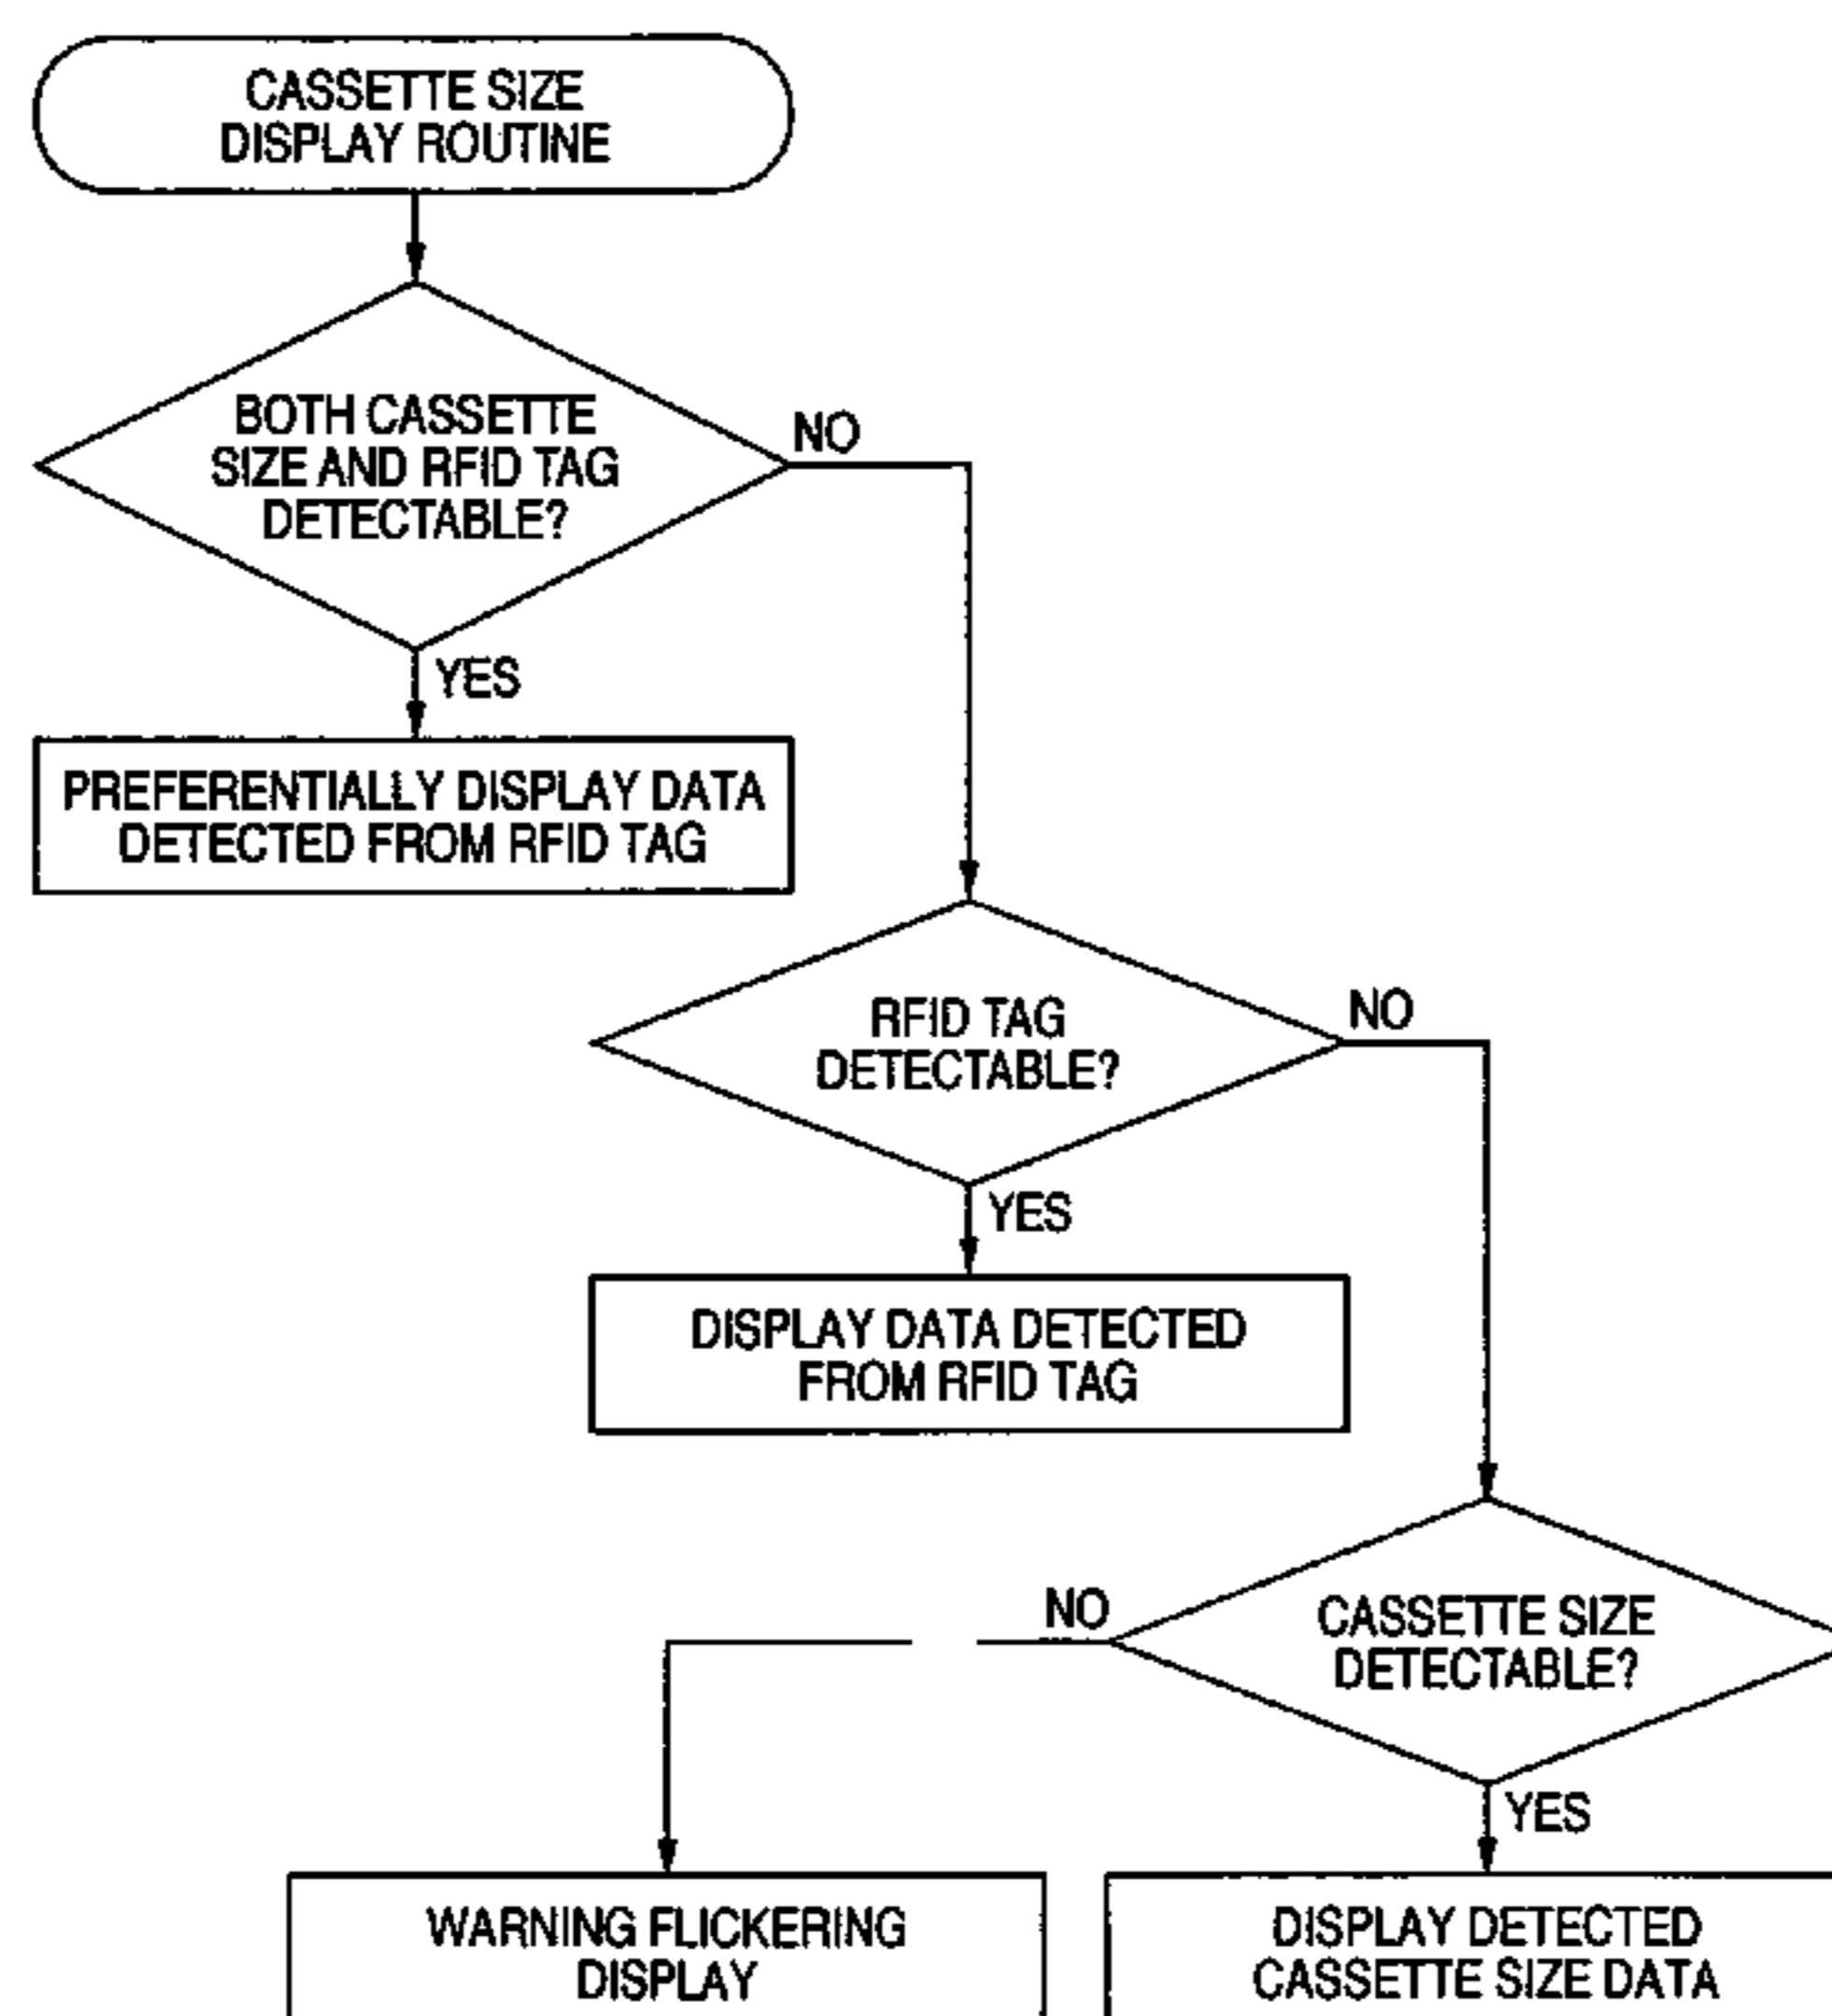 CASSETTE SIZE
DISPLAY ROUTINE
BOTH CASSETTE
SIZE AND RFID TAG
DETECTABLE?
NO
YES
PREFERENTIALLY DISPLAY DATA
DETECTED FROM RFID TAG
RFID TAG
DETECTABLE?
NO
YES
DISPLAY DATA DETECTED
FROM RFID TAG
CASSETTE SIZE
DETECTABLE?
NO
YES
WARNING FLICKERING
DISPLAY
DISPLAY DETECTED
CASSETTE SIZE DATA